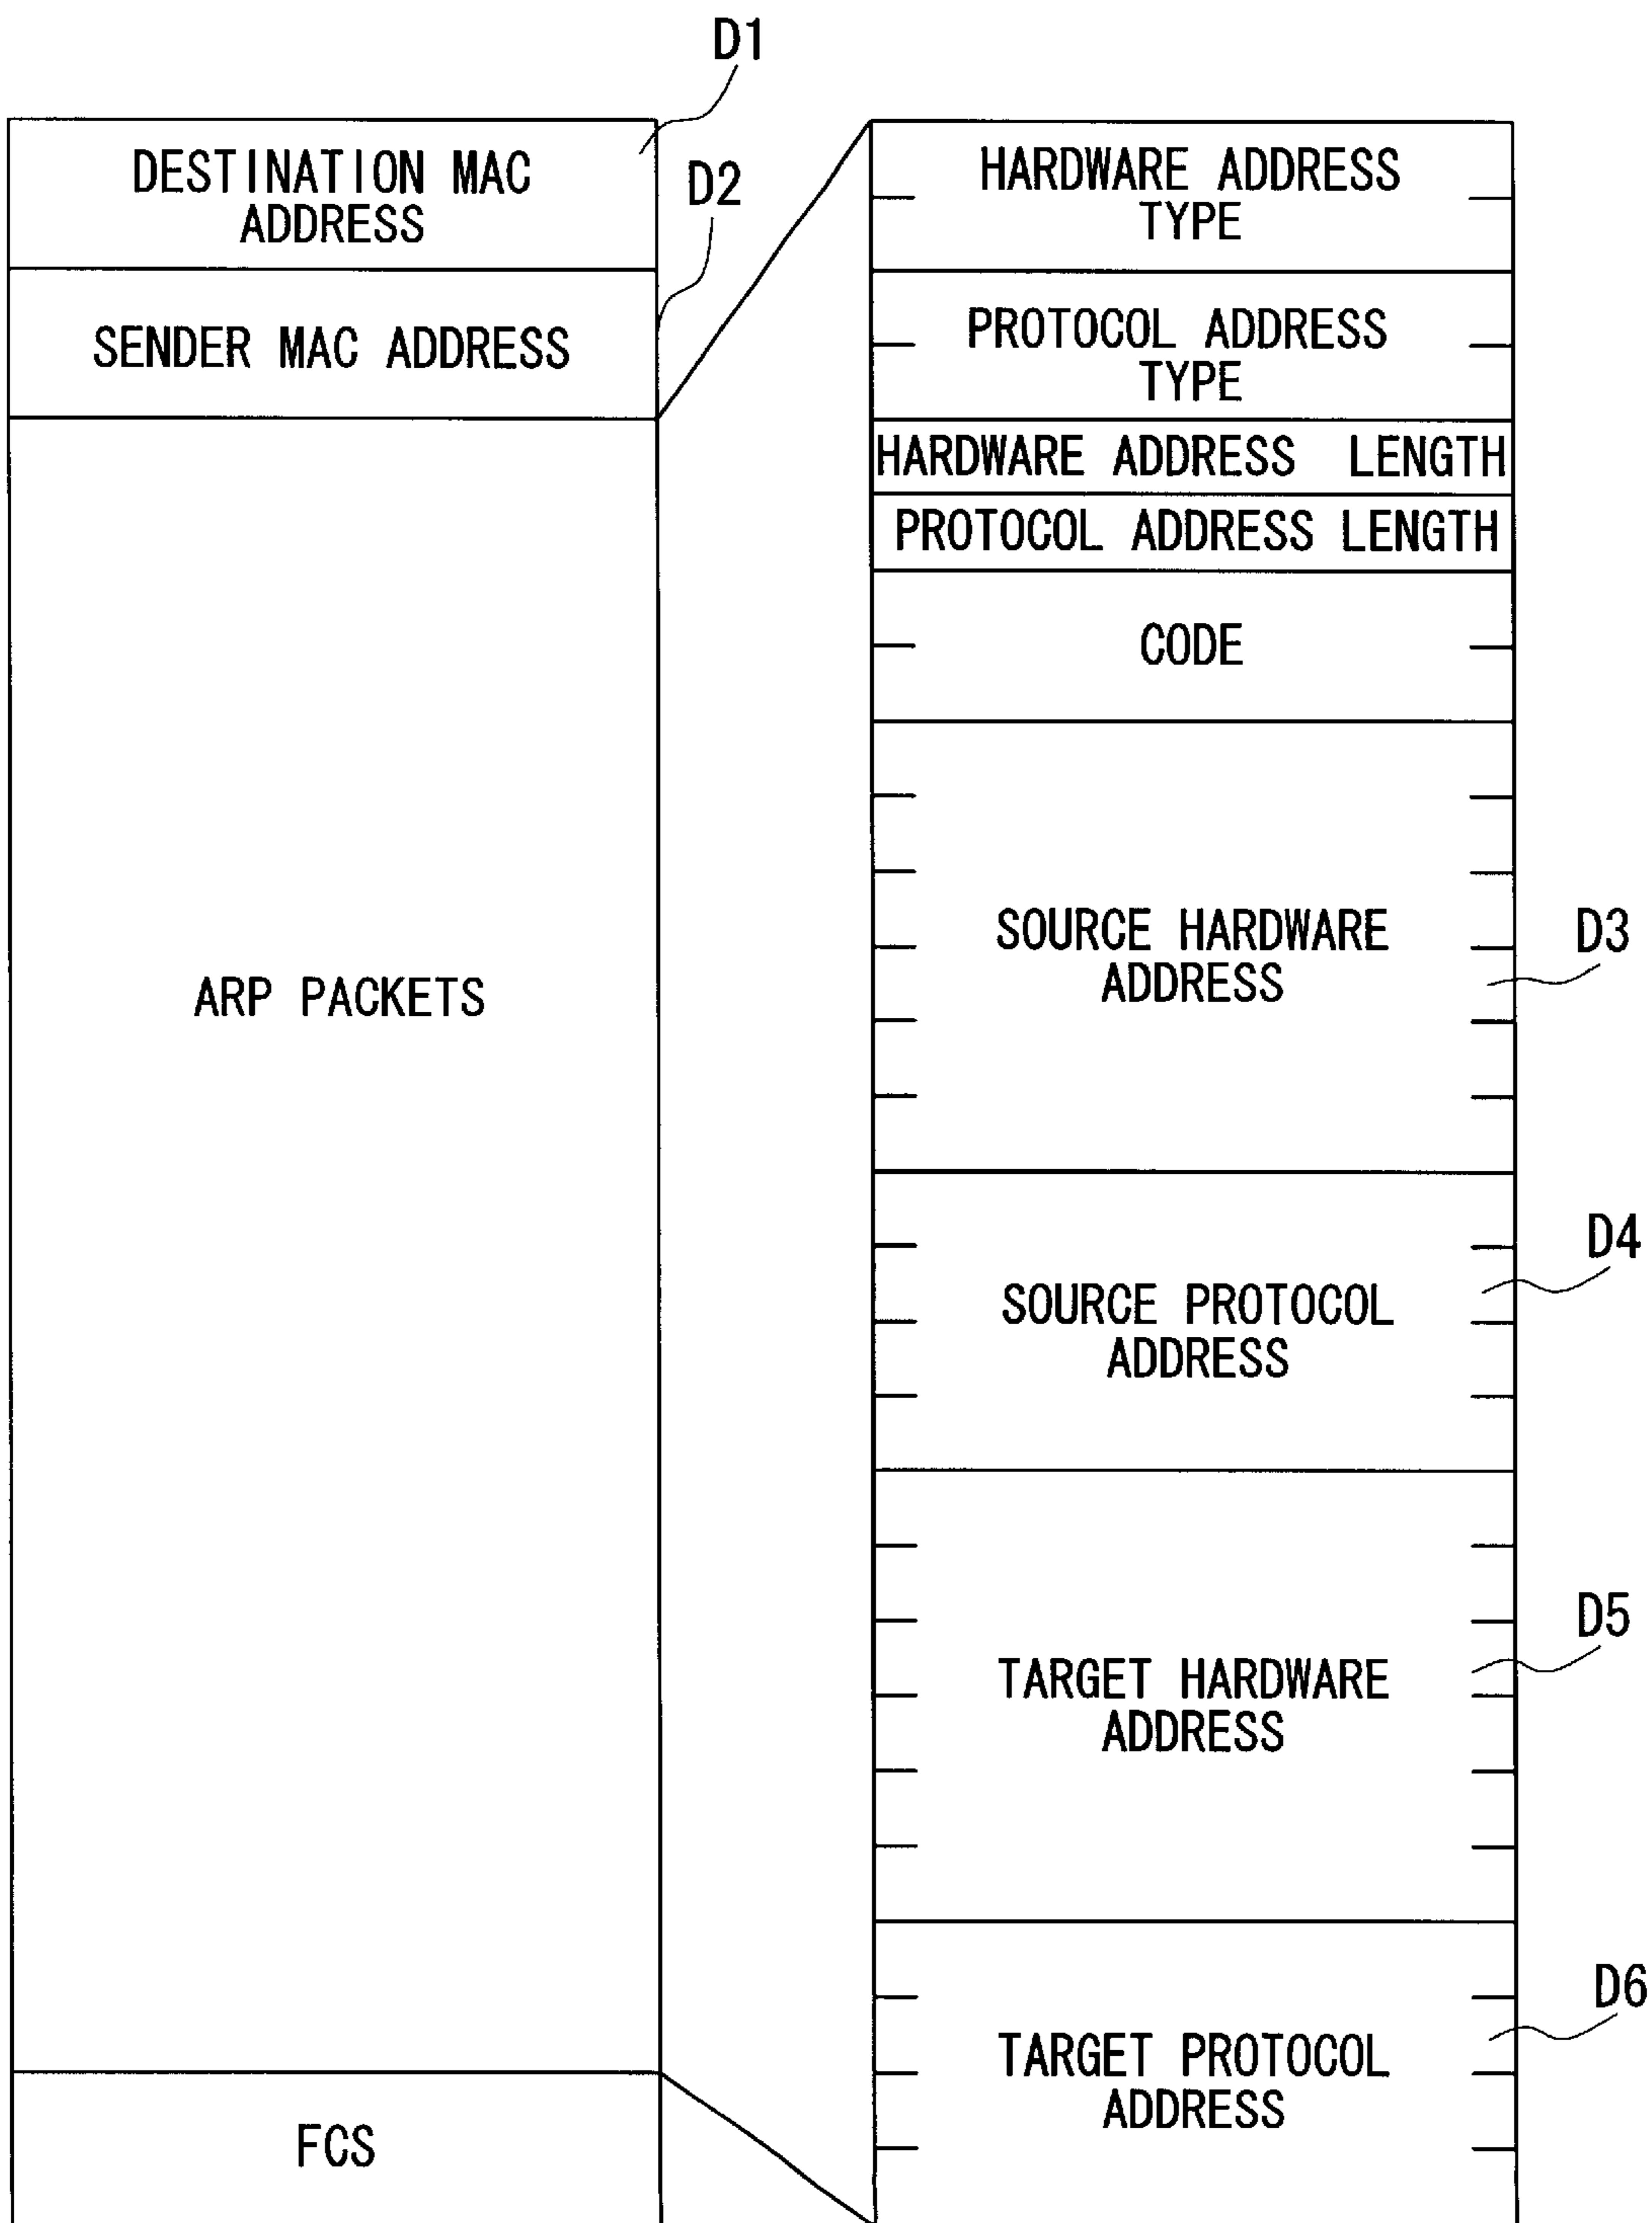 D1
DESTINATION MAC
ADDRESS
D2
SENDER MAC ADDRESS
ARP PACKETS
FCS
HARDWARE ADDRESS
TYPE
PROTOCOL ADDRESS
TYPE
HARDWARE ADDRESS LENGTH
PROTOCOL ADDRESS LENGTH
CODE
SOURCE HARDWARE
ADDRESS
D3
SOURCE PROTOCOL
ADDRESS
D4
TARGET HARDWARE
ADDRESS
D5
TARGET PROTOCOL
ADDRESS
D6